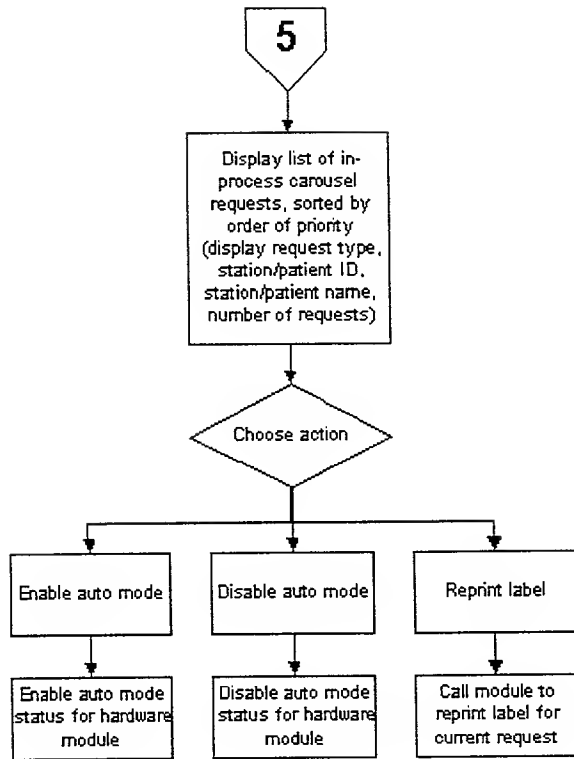 5
Display list of in-
process carousel
requests, sorted by
order of priority
(display request type,
station/patient ID,
station/patient name,
number of requests)
Choose action
Enable auto mode
Disable auto mode
Reprint label
Enable auto mode
status for hardware
module
Disable auto mode
status for hardware
module
Call module to
reprint label for
current request